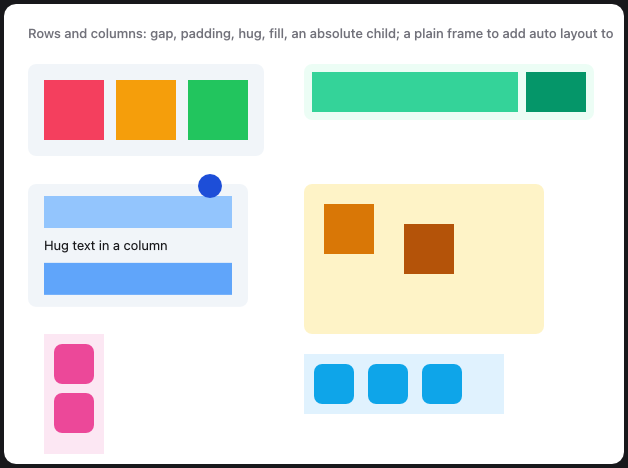 Rows and columns: gap, padding, hug, fill, an absolute child; a plain frame to add auto layout to
Hug text in a column